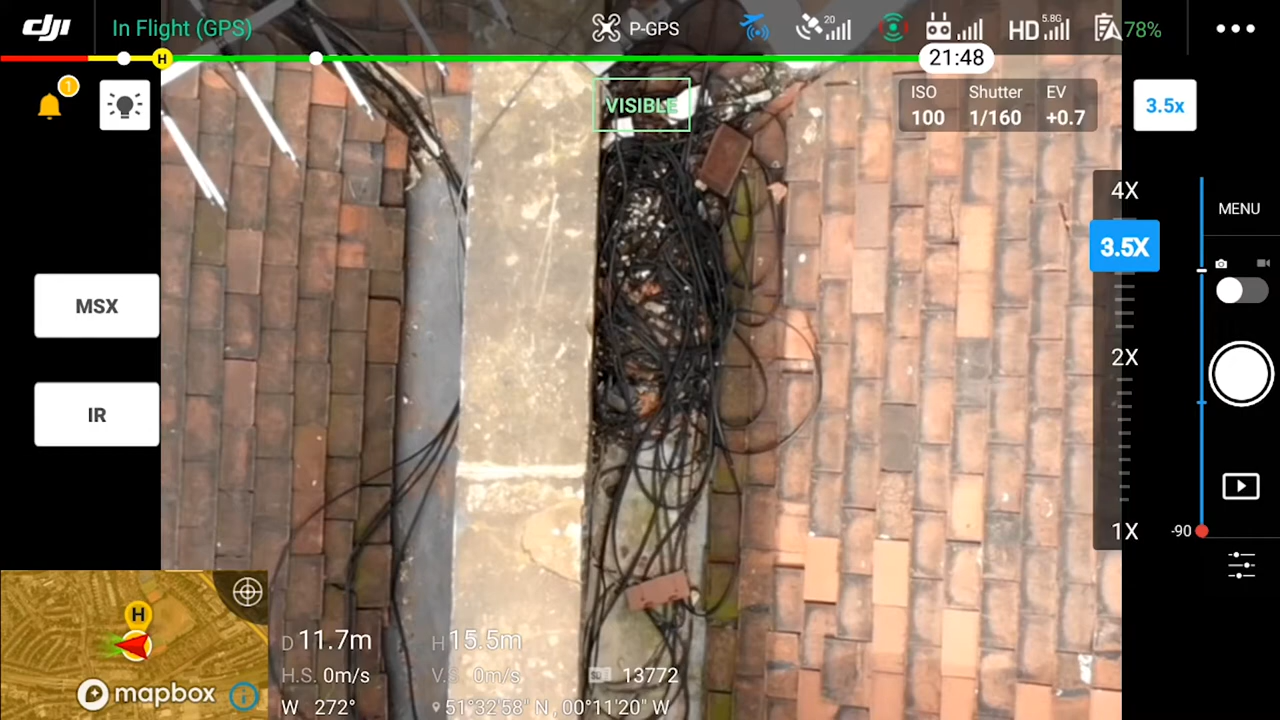 dji
In Flight (GPS)
P-GPS
20
HD 5.8G
78%
H
21:48
1
VISIBLE
ISO
100
Shutter
1/160
EV
+0.7
3.5x
4X
3.5X
2X
1X
MENU
MSX
IR
-90
H
mapbox
D 11.7m
H 15.5m
H.S. 0m/s
V.S. 0m/s
SD 13772
W 272°
51°32'58" N , 00°11'20" W